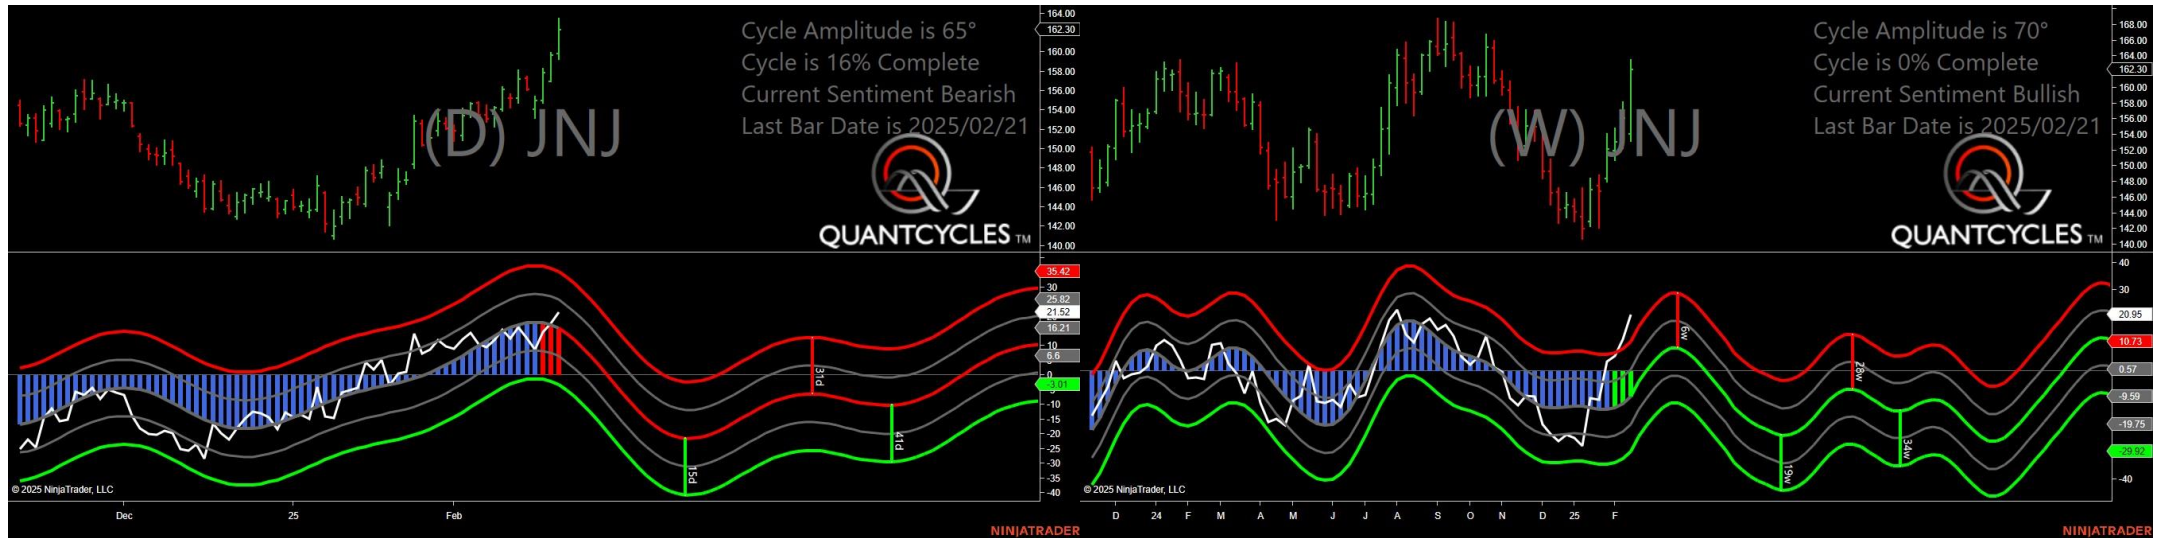 Cycle Amplitude is 65°
Cycle is 16% Complete
Current Sentiment Bearish
Last Bar Date is 2025/02/21
(D) JNJ
QUANTCYCLES TM
164.00
162.30
160.00
158.00
156.00
154.00
152.00
150.00
148.00
146.00
144.00
142.00
140.00
35.42
30
25.82
21.52
16.21
10
6.6
0
-3.01
-10
-15
-20
-25
-30
-35
-40
15d
31d
41d
© 2025 NinjaTrader, LLC
Dec 25 Feb
NINJATRADER
Cycle Amplitude is 70°
Cycle is 0% Complete
Current Sentiment Bullish
Last Bar Date is 2025/02/21
(W) JNJ
QUANTCYCLES TM
168.00
166.00
164.00
162.30
160.00
158.00
156.00
154.00
152.00
150.00
148.00
146.00
144.00
142.00
140.00
40
30
20.95
10.73
0.57
-9.59
-19.75
-29.92
-40
6w
19w
28w
34w
© 2025 NinjaTrader, LLC
D 24 F M A M J J A S O N D 25 F
NINJATRADER